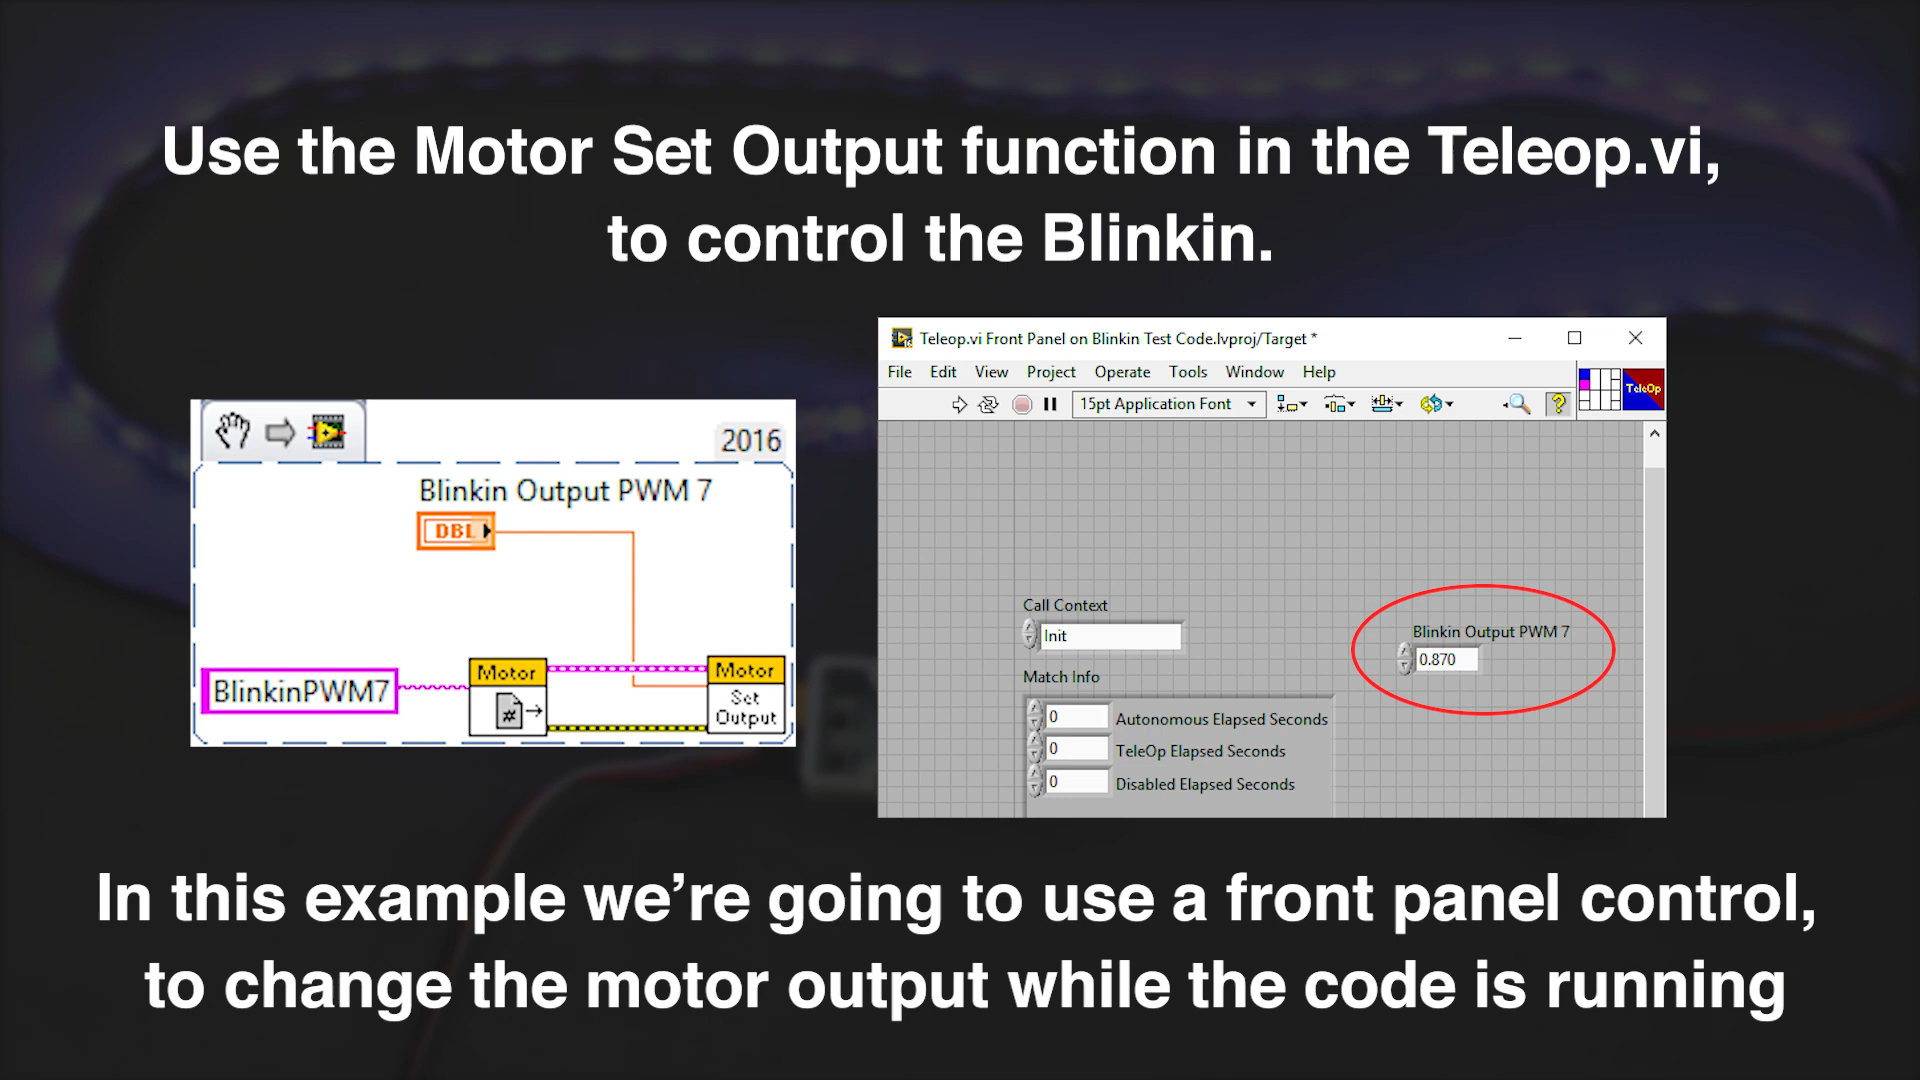 Use the Motor Set Output function in the Teleop.vi,
to control the Blinkin.
2016
Blinkin Output PWM 7
DBL
BlinkinPWM7
Motor
#
Motor
Set
Output
Teleop.vi Front Panel on Blinkin Test Code.lvproj/Target *
File Edit View Project Operate Tools Window Help
15pt Application Font
?
TeleOp
Call Context
Init
Match Info
0 Autonomous Elapsed Seconds
0 TeleOp Elapsed Seconds
0 Disabled Elapsed Seconds
Blinkin Output PWM 7
0.870
In this example we’re going to use a front panel control,
to change the motor output while the code is running